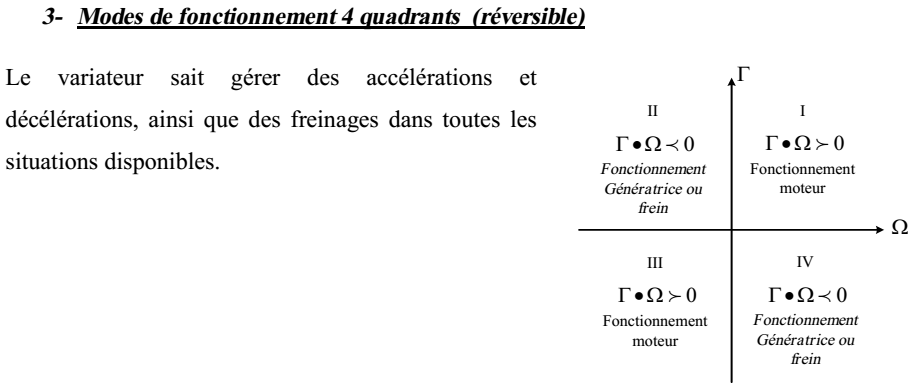 3- Modes de fonctionnement 4 quadrants (réversible)
Le variateur sait gérer des accélérations et
décélérations, ainsi que des freinages dans toutes les
situations disponibles.
Γ
II
Γ•Ω≺0
Fonctionnement
Génératrice ou
frein
I
Γ•Ω≻0
Fonctionnement
moteur
Ω
III
Γ•Ω≻0
Fonctionnement
moteur
IV
Γ•Ω≺0
Fonctionnement
Génératrice ou
frein